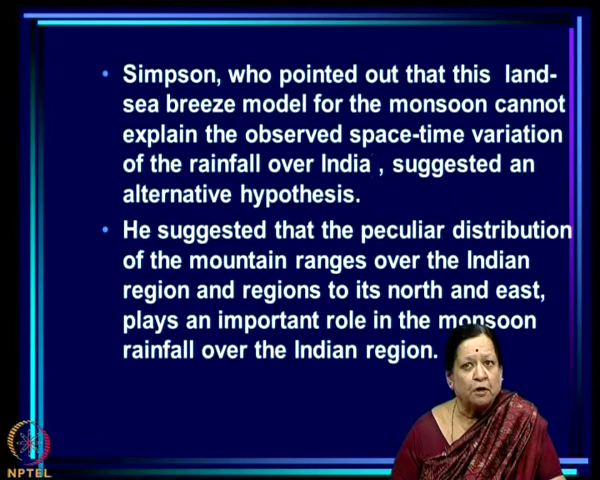 • Simpson, who pointed out that this land-
sea breeze model for the monsoon cannot
explain the observed space-time variation
of the rainfall over India , suggested an
alternative hypothesis.
• He suggested that the peculiar distribution
of the mountain ranges over the Indian
region and regions to its north and east,
plays an important role in the monsoon
rainfall over the Indian region.
NPTEL